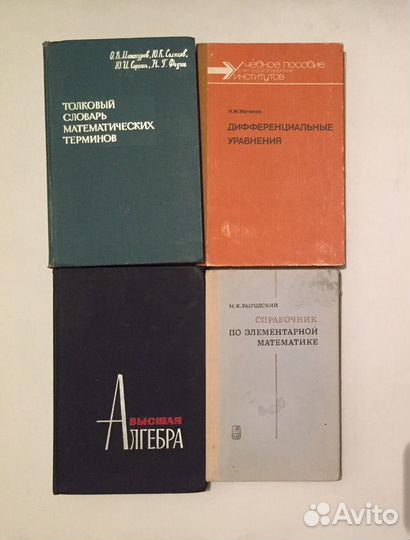 О. В. Мантуров, Ю. К. Солнцев,
Ю. И. Соркин, Н. Г. Федин
ТОЛКОВЫЙ
СЛОВАРЬ
МАТЕМАТИЧЕСКИХ
ТЕРМИНОВ
УЧЕБНОЕ ПОСОБИЕ
ПЕДАГОГИЧЕСКИХ
ИНСТИТУТОВ
Н.М.Матвеев
ДИФФЕРЕНЦИАЛЬНЫЕ
УРАВНЕНИЯ
ВЫСШАЯ
АЛГЕБРА
М. Я. ВЫГОДСКИЙ
СПРАВОЧНИК
ПО ЭЛЕМЕНТАРНОЙ
МАТЕМАТИКЕ
Avito